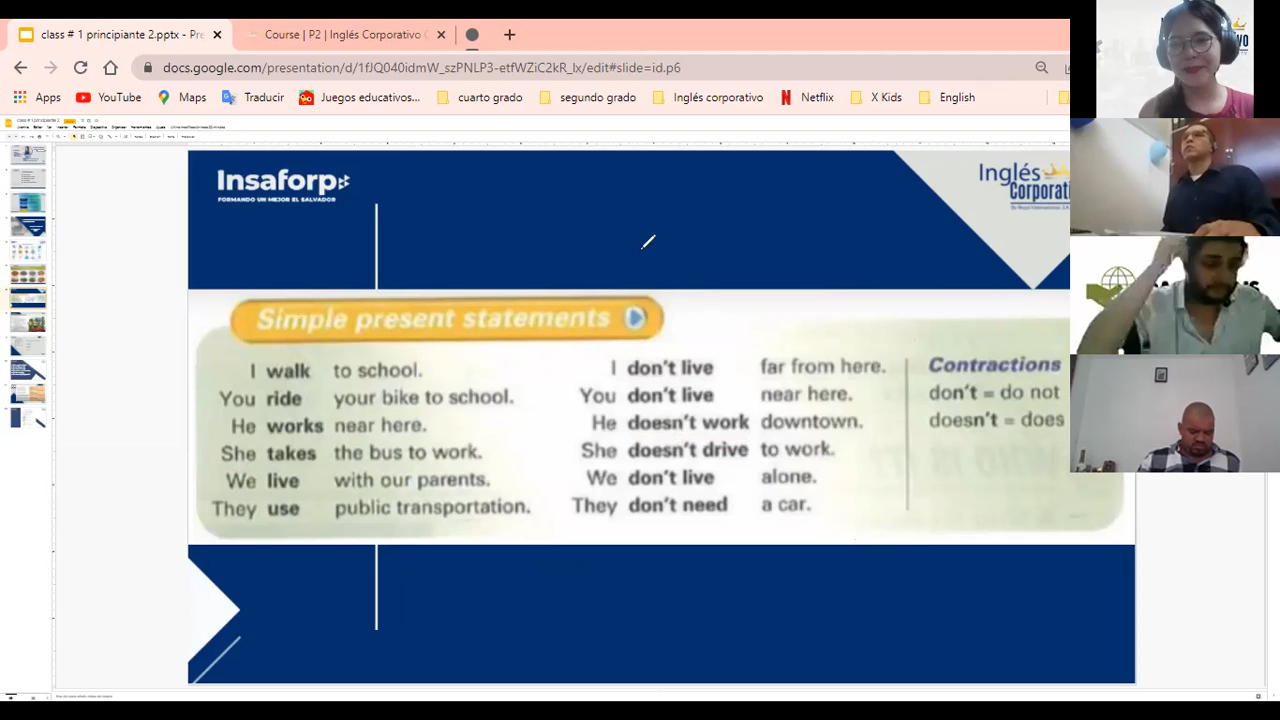 class # 1 principiante 2.pptx - Pre
Course | P2 | Inglés Corporativo
docs.google.com/presentation/d/1fJQ040idmW_szPNLP3-etfWZiC2kR_lx/edit#slide=id.p6
Apps YouTube Maps Traducir Juegos educativos... cuarto grado segundo grado Inglés corporativo Netflix X Kids English
class # 1 principiante 2
Insaforp
FORMANDO UN MEJOR EL SALVADOR
Inglés
Corporati
Simple present statements
I walk to school.
You ride your bike to school.
He works near here.
She takes the bus to work.
We live with our parents.
They use public transportation.
I don't live far from here.
You don't live near here.
He doesn't work downtown.
She doesn't drive to work.
We don't live alone.
They don't need a car.
Contractions
don't = do not
doesn't = does